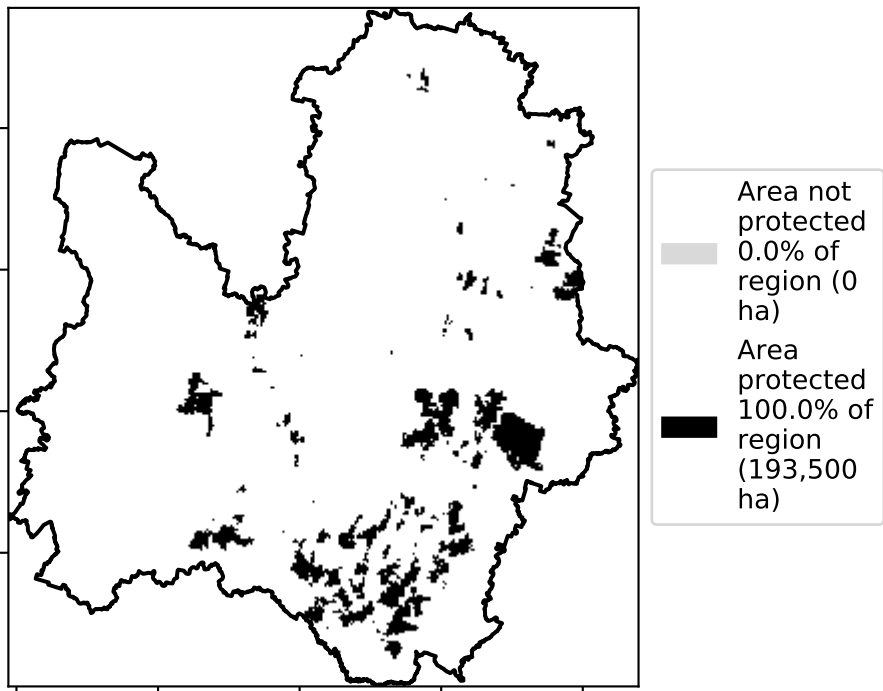 Area not
protected
0.0% of
region (0
ha)
Area
protected
100.0% of
region
(193,500
ha)